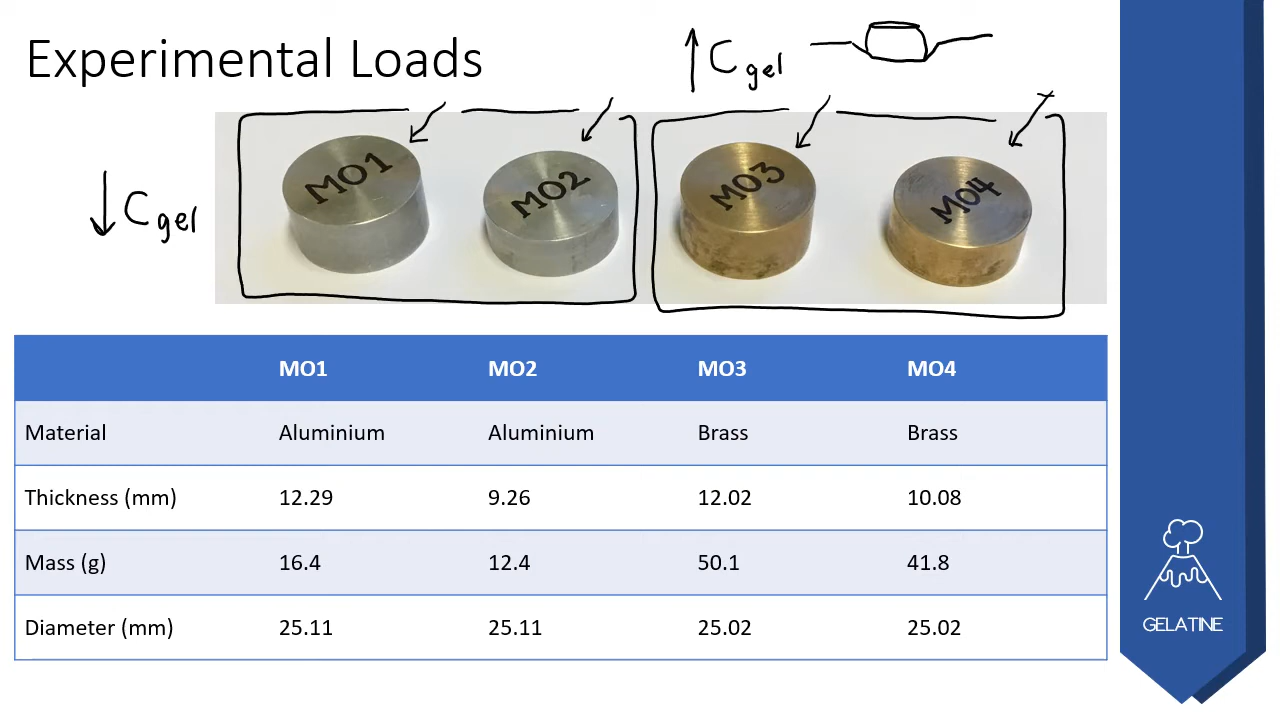 Experimental Loads
↑ Cgel
MO1
MO2
MO3
MO4
↓ Cgel
MO1 MO2 MO3 MO4
Material Aluminium Aluminium Brass Brass
Thickness (mm) 12.29 9.26 12.02 10.08
Mass (g) 16.4 12.4 50.1 41.8
Diameter (mm) 25.11 25.11 25.02 25.02
GELATINE